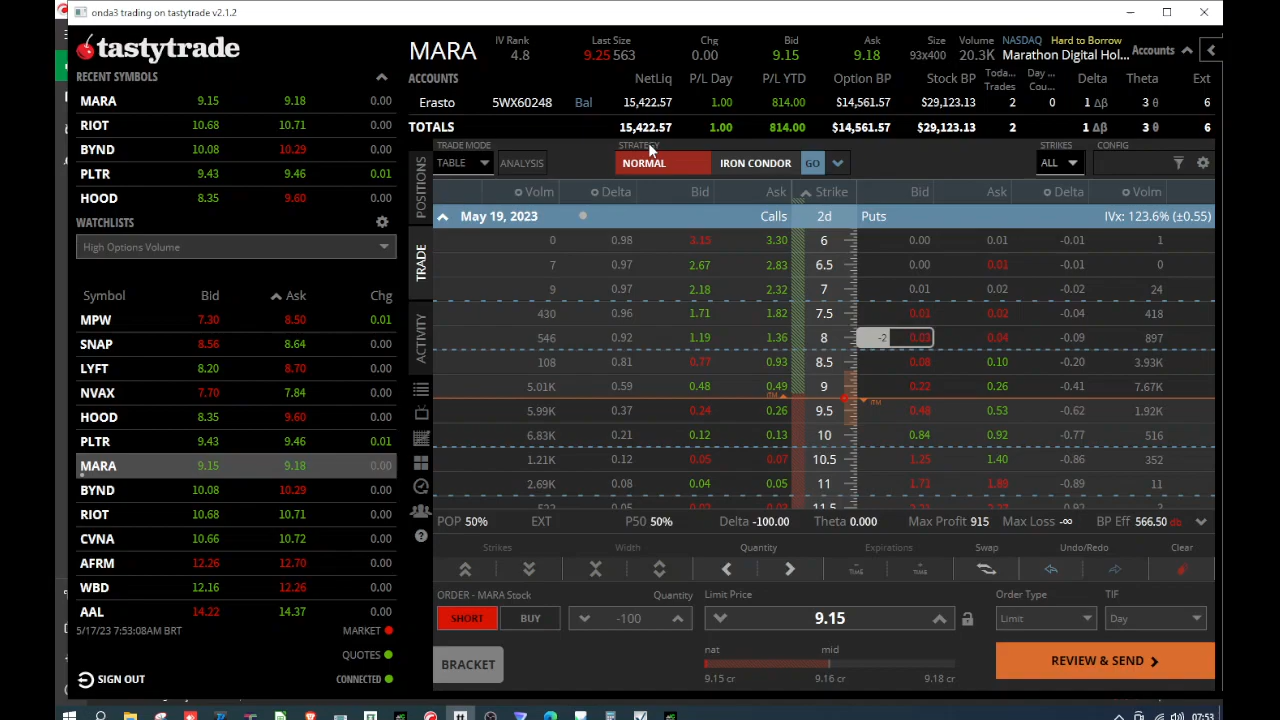 onda3 trading on tastytrade v2.1.2
tastytrade
RECENT SYMBOLS
MARA 9.15 9.18 0.00
RIOT 10.68 10.71 0.00
BYND 10.08 10.29 0.00
PLTR 9.43 9.46 0.01
HOOD 8.35 9.60 0.00
WATCHLISTS
High Options Volume
Symbol Bid Ask Chg
MPW 7.30 8.50 0.01
SNAP 8.56 8.64 0.00
LYFT 8.20 8.70 0.00
NVAX 7.70 7.84 0.00
HOOD 8.35 9.60 0.00
PLTR 9.43 9.46 0.01
MARA 9.15 9.18 0.00
BYND 10.08 10.29 0.00
RIOT 10.68 10.71 0.00
CVNA 10.66 10.72 0.00
AFRM 12.26 12.70 0.00
WBD 12.16 12.26 0.00
AAL 14.22 14.37 0.00
5/17/23 7:53:08AM BRT MARKET
QUOTES
SIGN OUT CONNECTED
MARA IV Rank Last Size Chg Bid Ask Size Volume NASDAQ Hard to Borrow
4.8 9.25 563 0.00 9.15 9.18 93x400 20.3K Marathon Digital Hol... Accounts
ACCOUNTS NetLiq P/L Day P/L YTD Option BP Stock BP Toda... Trades Day ... Cou... Delta Theta Ext
Erasto 5WX60248 Bal 15,422.57 1.00 814.00 $14,561.57 $29,123.13 2 0 1 Δβ 3 θ 6
TOTALS 15,422.57 1.00 814.00 $14,561.57 $29,123.13 2 1 Δβ 3 θ 6
TRADE MODE STRATEGY STRIKES CONFIG
TABLE ANALYSIS NORMAL IRON CONDOR GO ALL
POSITIONS
TRADE
ACTIVITY
Volm Delta Bid Ask Strike Bid Ask Delta Volm
May 19, 2023 Calls 2d Puts IVx: 123.6% (±0.55)
0 0.98 3.15 3.30 6 0.00 0.01 -0.01 1
7 0.97 2.67 2.83 6.5 0.00 0.01 -0.01 0
9 0.97 2.18 2.32 7 0.01 0.02 -0.02 24
430 0.96 1.71 1.82 7.5 0.01 0.02 -0.04 418
546 0.92 1.19 1.36 8 -2 0.03 0.04 -0.09 897
108 0.81 0.77 0.93 8.5 0.08 0.10 -0.20 3.93K
5.01K 0.59 0.48 0.49 9 0.22 0.26 -0.41 7.67K
ITM ITM
5.99K 0.37 0.24 0.26 9.5 0.48 0.53 -0.62 1.92K
6.83K 0.21 0.12 0.13 10 0.84 0.92 -0.77 516
1.21K 0.12 0.05 0.07 10.5 1.25 1.40 -0.86 352
2.69K 0.08 0.04 0.05 11 1.73 1.89 -0.89 11
POP 50% EXT P50 50% Delta -100.00 Theta 0.000 Max Profit 915 Max Loss -∞ BP Eff 566.50 db
Strikes Width Quantity Expirations Swap Undo/Redo Clear
TIME TIME
ORDER - MARA Stock Quantity Limit Price Order Type TIF
SHORT BUY -100 9.15 Limit Day
nat mid
BRACKET REVIEW & SEND
9.15 cr 9.16 cr 9.18 cr
07:53